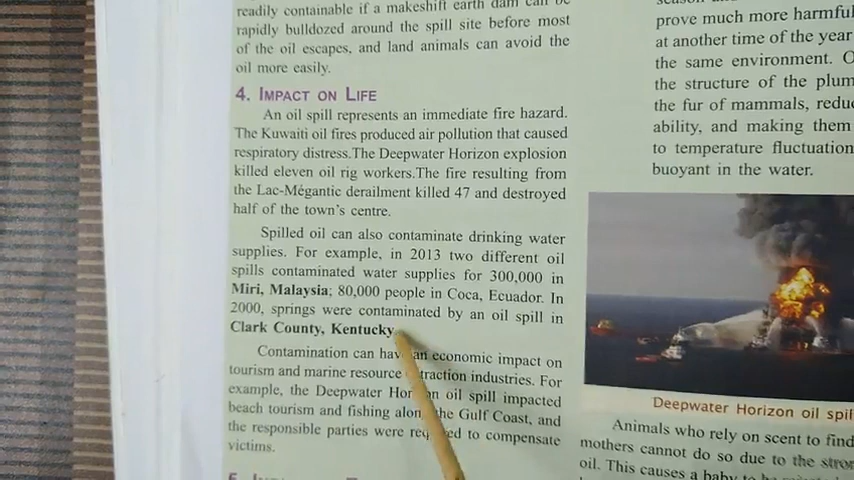 readily containable if a makeshift earth dam can be
rapidly bulldozed around the spill site before most
of the oil escapes, and land animals can avoid the
oil more easily.
4. IMPACT ON LIFE
An oil spill represents an immediate fire hazard.
The Kuwaiti oil fires produced air pollution that caused
respiratory distress.The Deepwater Horizon explosion
killed eleven oil rig workers.The fire resulting from
the Lac-Mégantic derailment killed 47 and destroyed
half of the town's centre.
Spilled oil can also contaminate drinking water
supplies. For example, in 2013 two different oil
spills contaminated water supplies for 300,000 in
Miri, Malaysia; 80,000 people in Coca, Ecuador. In
2000, springs were contaminated by an oil spill in
Clark County, Kentucky.
Contamination can have an economic impact on
tourism and marine resource extraction industries. For
example, the Deepwater Horizon oil spill impacted
beach tourism and fishing along the Gulf Coast, and
the responsible parties were required to compensate
victims.
5.
prove much more harmful
at another time of the year
the same environment.
the structure of the
the fur of mammals,
ability, and making them
to temperature
buoyant in the water.
Deepwater Horizon oil
Animals who rely on scent to find
mothers cannot do so due to the
oil. This causes a baby to be